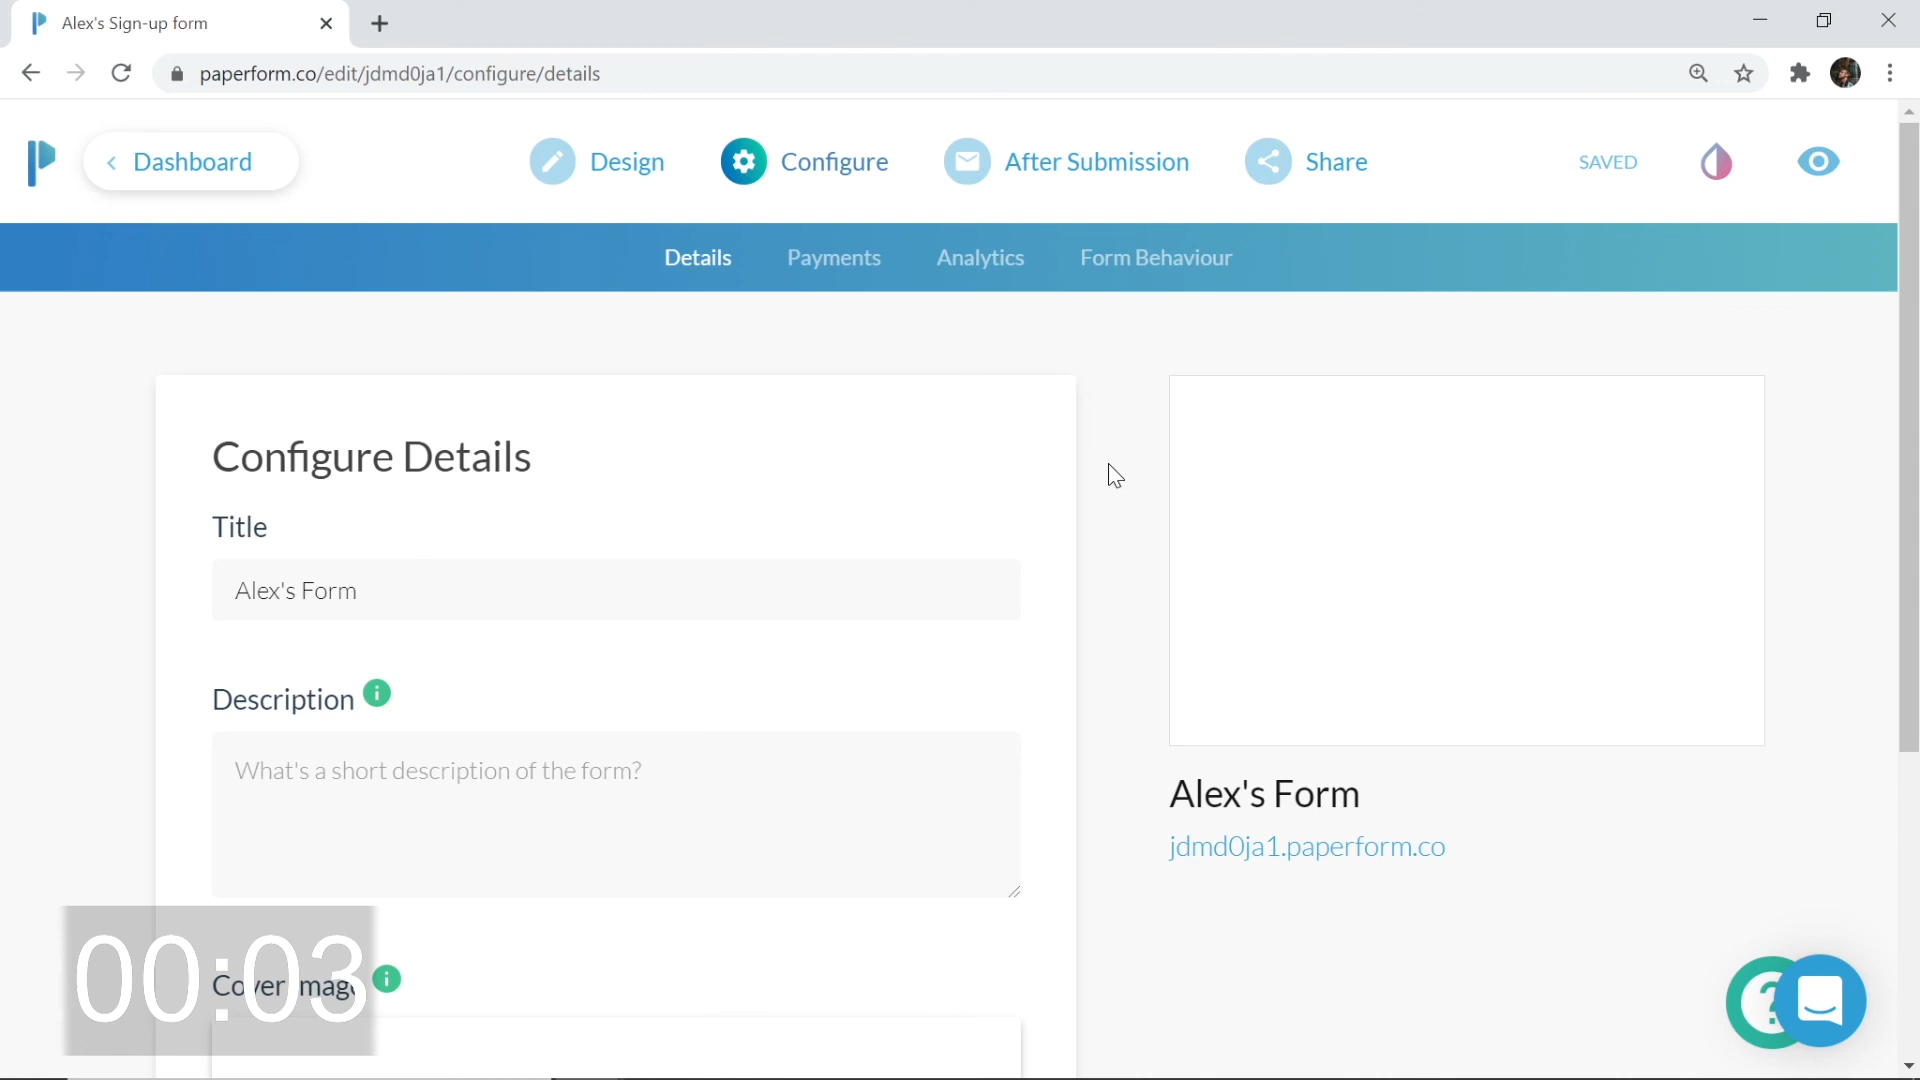 Alex's Sign-up form
paperform.co/edit/jdmd0ja1/configure/details
Dashboard
Design
Configure
After Submission
Share
SAVED
Details
Payments
Analytics
Form Behaviour
Configure Details
Title
Alex's Form
Description
What's a short description of the form?
Cover image
00:03
Alex's Form
jdmd0ja1.paperform.co